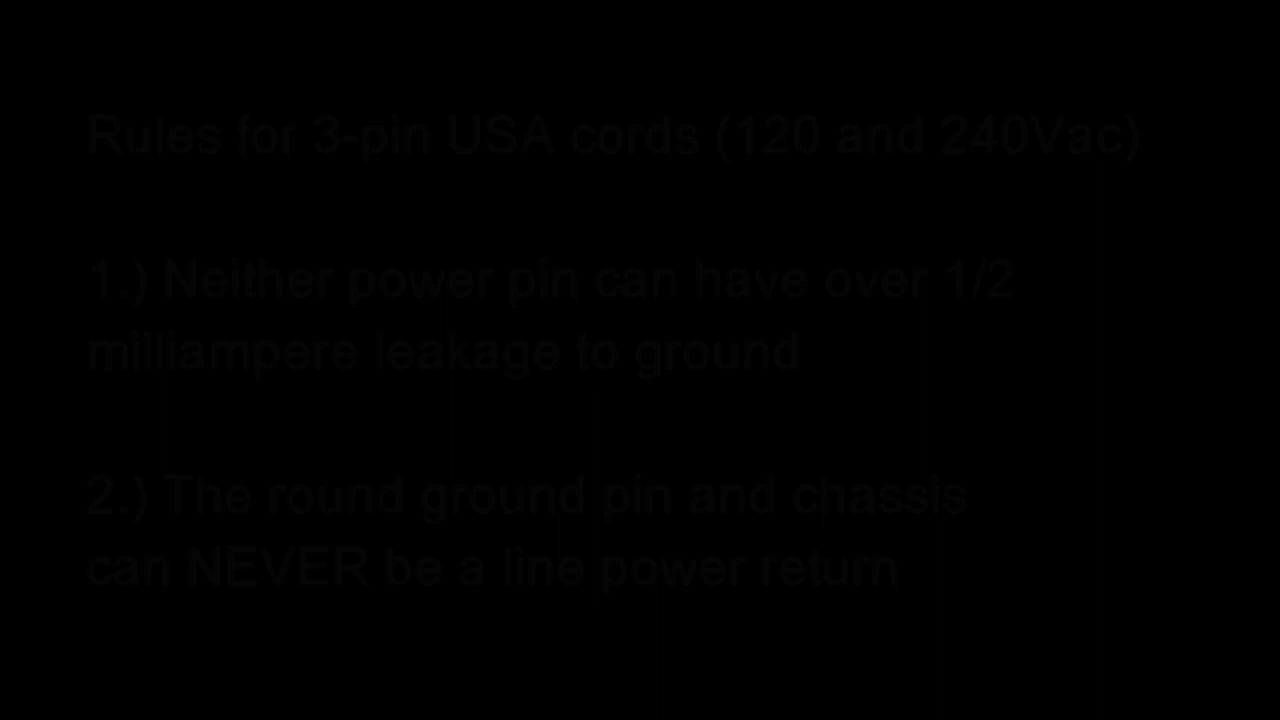 Rules for 3-pin USA cords (120 and 240Vac)
1.) Neither power pin can have over 1/2
milliampere leakage to ground
2.) The round ground pin and chassis
can NEVER be a line power return